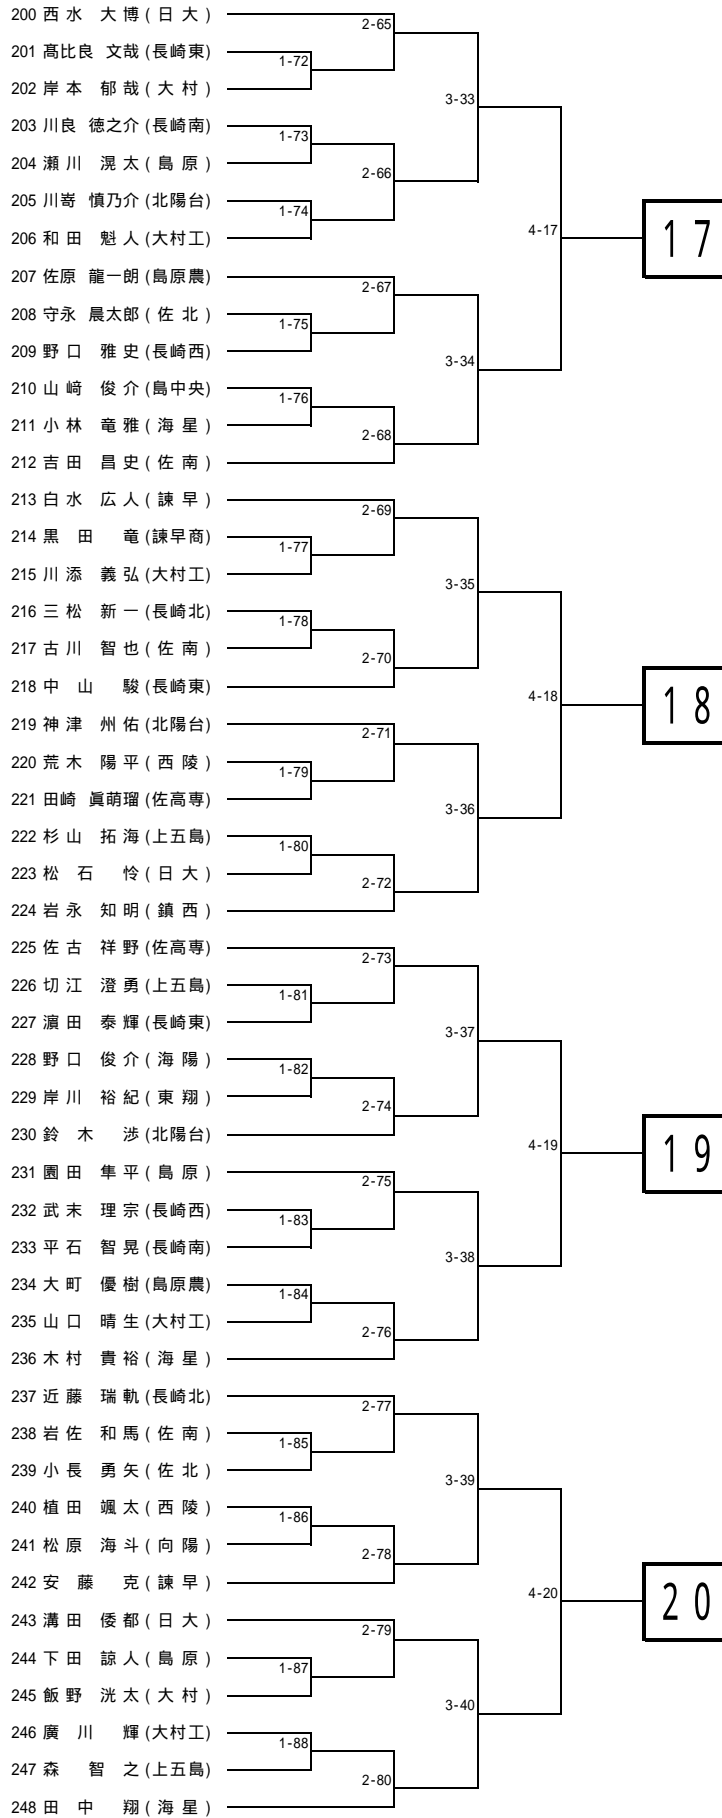 200 西水 大博 (日大)
2-65
201 髙比良 文哉 (長崎東)
1-72
202 岸本 郁哉 (大村)
3-33
203 川良 徳之介 (長崎南)
1-73
204 瀬川 滉太 (島原)
2-66
205 川嵜 慎乃介 (北陽台)
1-74
206 和田 魁人 (大村工)
4-17
17
207 佐原 龍一朗 (島原農)
2-67
208 守永 晨太郎 (佐北)
1-75
209 野口 雅史 (長崎西)
3-34
210 山﨑 俊介 (島中央)
1-76
211 小林 竜雅 (海星)
2-68
212 吉田 昌史 (佐南)
213 白水 広人 (諫早)
2-69
214 黒田 竜 (諫早商)
1-77
215 川添 義弘 (大村工)
3-35
216 三松 新一 (長崎北)
1-78
217 古川 智也 (佐南)
2-70
218 中山 駿 (長崎東)
4-18
18
219 神津 州佑 (北陽台)
2-71
220 荒木 陽平 (西陵)
1-79
221 田崎 眞萌瑠 (佐高専)
3-36
222 杉山 拓海 (上五島)
1-80
223 松石 怜 (日大)
2-72
224 岩永 知明 (鎮西)
225 佐古 祥野 (佐高専)
2-73
226 切江 澄勇 (上五島)
1-81
227 濵田 泰輝 (長崎東)
3-37
228 野口 俊介 (海陽)
1-82
229 岸川 裕紀 (東翔)
2-74
230 鈴木 渉 (北陽台)
4-19
19
231 園田 隼平 (島原)
2-75
232 武末 理宗 (長崎西)
1-83
233 平石 智晃 (長崎南)
3-38
234 大町 優樹 (島原農)
1-84
235 山口 晴生 (大村工)
2-76
236 木村 貴裕 (海星)
237 近藤 瑞軌 (長崎北)
2-77
238 岩佐 和馬 (佐南)
1-85
239 小長 勇矢 (佐北)
3-39
240 植田 颯太 (西陵)
1-86
241 松原 海斗 (向陽)
2-78
242 安藤 克 (諫早)
4-20
20
243 溝田 倭都 (日大)
2-79
244 下田 諒人 (島原)
1-87
245 飯野 洸太 (大村)
3-40
246 廣川 輝 (大村工)
1-88
247 森 智之 (上五島)
2-80
248 田中 翔 (海星)